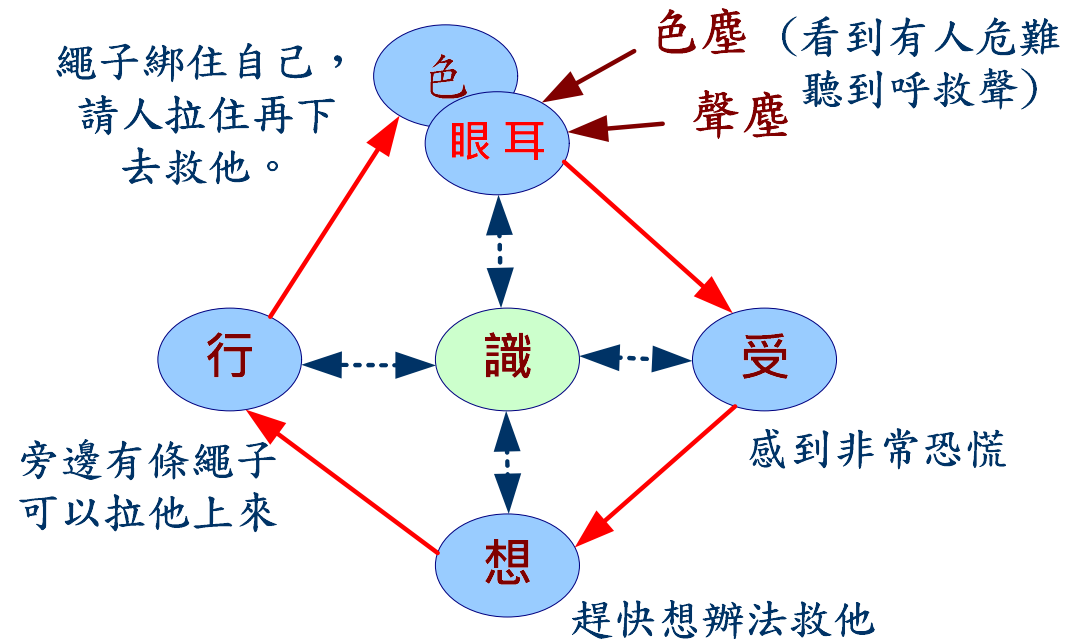 繩子綁住自己，
請人拉住再下
去救他。
色
眼 耳
色塵 (看到有人危難
聽到呼救聲)
聲塵
行
識
受
旁邊有條繩子
可以拉他上來
感到非常恐慌
想
趕快想辦法救他